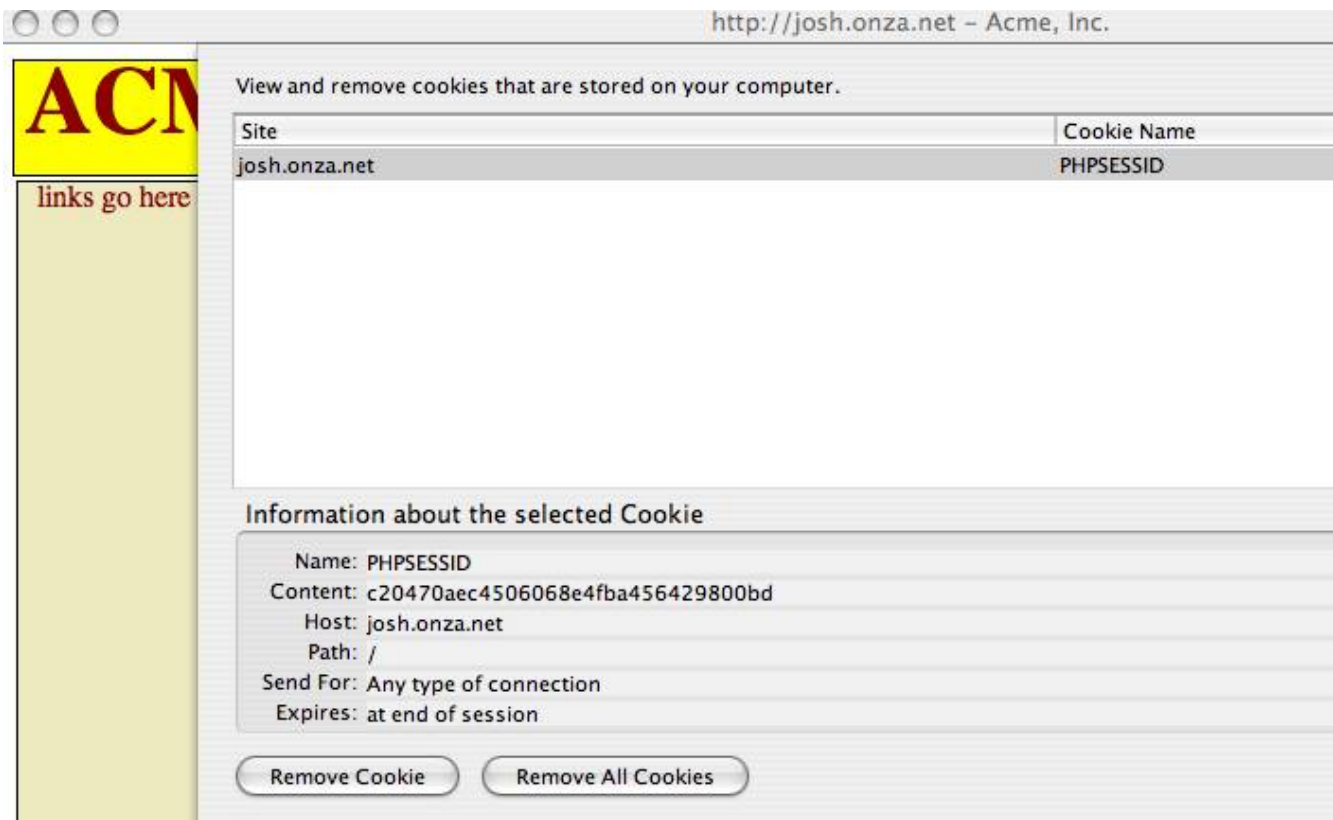 http://josh.onza.net – Acme, Inc.
ACM
links go here
View and remove cookies that are stored on your computer.
Site Cookie Name
josh.onza.net PHPSESSID
Information about the selected Cookie
Name: PHPSESSID
Content: c20470aec4506068e4fba456429800bd
Host: josh.onza.net
Path: /
Send For: Any type of connection
Expires: at end of session
Remove Cookie Remove All Cookies